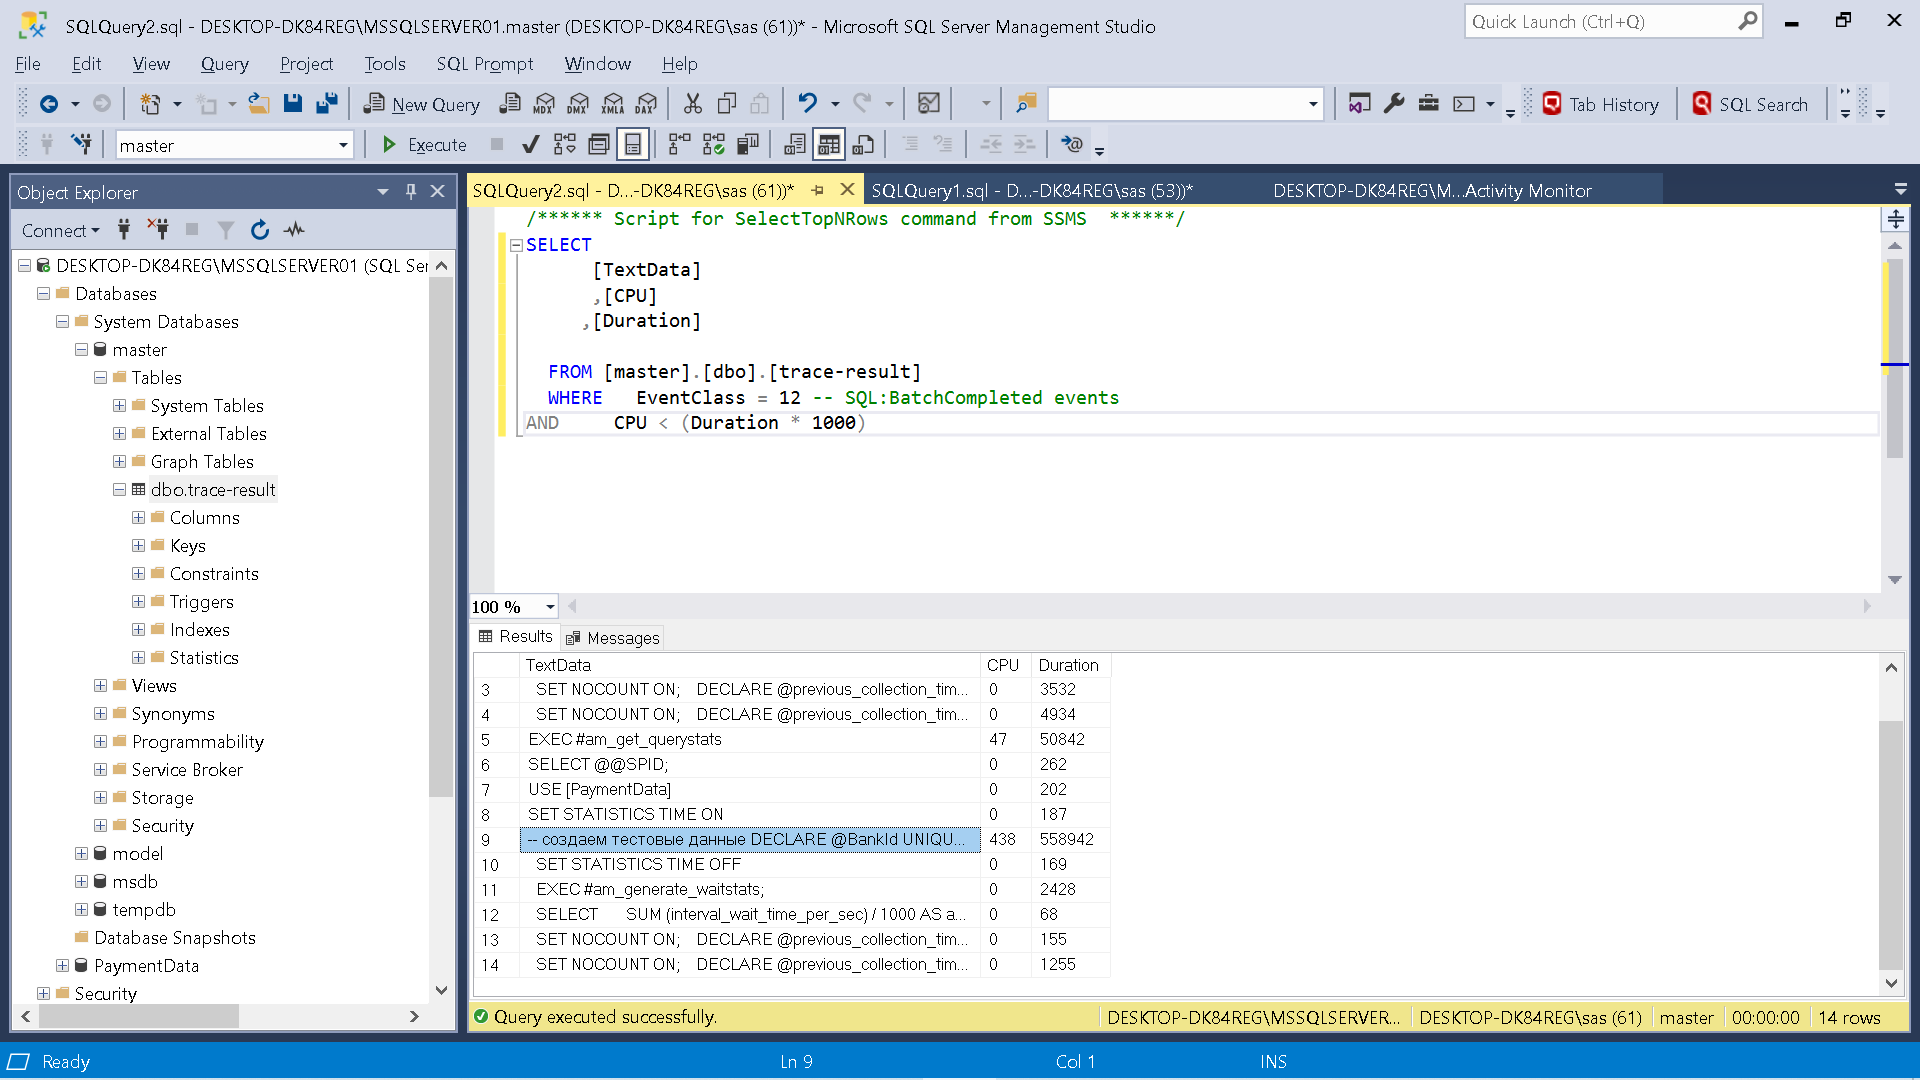 SQLQuery2.sql - DESKTOP-DK84REG\MSSQLSERVER01.master (DESKTOP-DK84REG\sas (61))* - Microsoft SQL Server Management Studio
Quick Launch (Ctrl+Q)
File Edit View Query Project Tools SQL Prompt Window Help
New Query
MDX DMX XMLA DAX
Tab History
SQL Search
master
Execute
Object Explorer
Connect
DESKTOP-DK84REG\MSSQLSERVER01 (SQL Ser
Databases
System Databases
master
Tables
System Tables
External Tables
Graph Tables
dbo.trace-result
Columns
Keys
Constraints
Triggers
Indexes
Statistics
Views
Synonyms
Programmability
Service Broker
Storage
Security
model
msdb
tempdb
Database Snapshots
PaymentData
Security
SQLQuery2.sql - D...-DK84REG\sas (61))*
SQLQuery1.sql - D...-DK84REG\sas (53))*
DESKTOP-DK84REG\M...Activity Monitor
/****** Script for SelectTopNRows command from SSMS ******/
SELECT
[TextData]
,[CPU]
,[Duration]
FROM [master].[dbo].[trace-result]
WHERE EventClass = 12 -- SQL:BatchCompleted events
AND CPU < (Duration * 1000)
100 %
Results Messages
TextData CPU Duration
3 SET NOCOUNT ON; DECLARE @previous_collection_tim... 0 3532
4 SET NOCOUNT ON; DECLARE @previous_collection_tim... 0 4934
5 EXEC #am_get_querystats 47 50842
6 SELECT @@SPID; 0 262
7 USE [PaymentData] 0 202
8 SET STATISTICS TIME ON 0 187
9 -- создаем тестовые данные DECLARE @BankId UNIQU... 438 558942
10 SET STATISTICS TIME OFF 0 169
11 EXEC #am_generate_waitstats; 0 2428
12 SELECT SUM (interval_wait_time_per_sec) / 1000 AS a... 0 68
13 SET NOCOUNT ON; DECLARE @previous_collection_tim... 0 155
14 SET NOCOUNT ON; DECLARE @previous_collection_tim... 0 1255
Query executed successfully.
DESKTOP-DK84REG\MSSQLSERVER... DESKTOP-DK84REG\sas (61) master 00:00:00 14 rows
Ready Ln 9 Col 1 INS